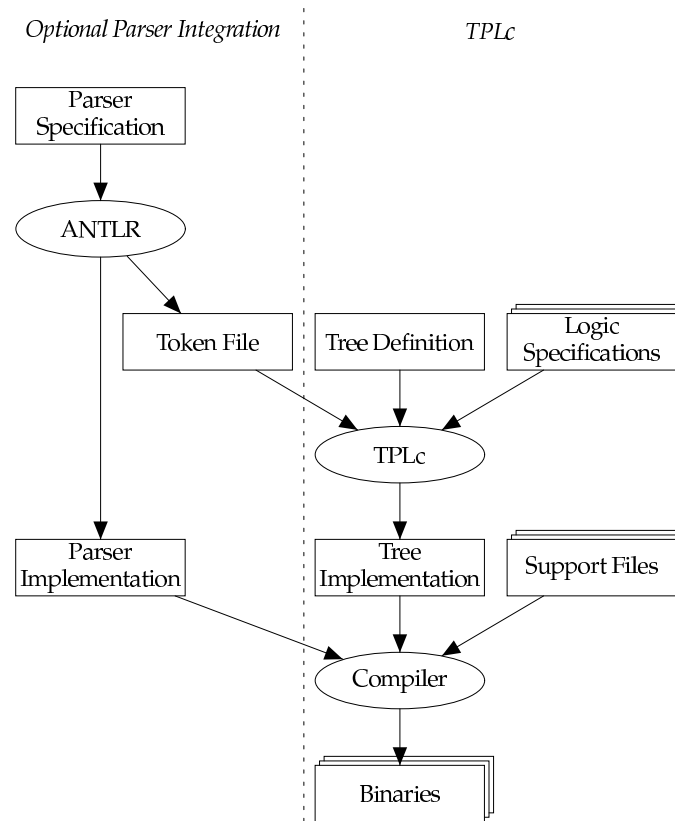 Optional Parser Integration
TPLc
Parser
Specification
ANTLR
Token File
Tree Definition
Logic
Specifications
TPLc
Parser
Implementation
Tree
Implementation
Support Files
Compiler
Binaries